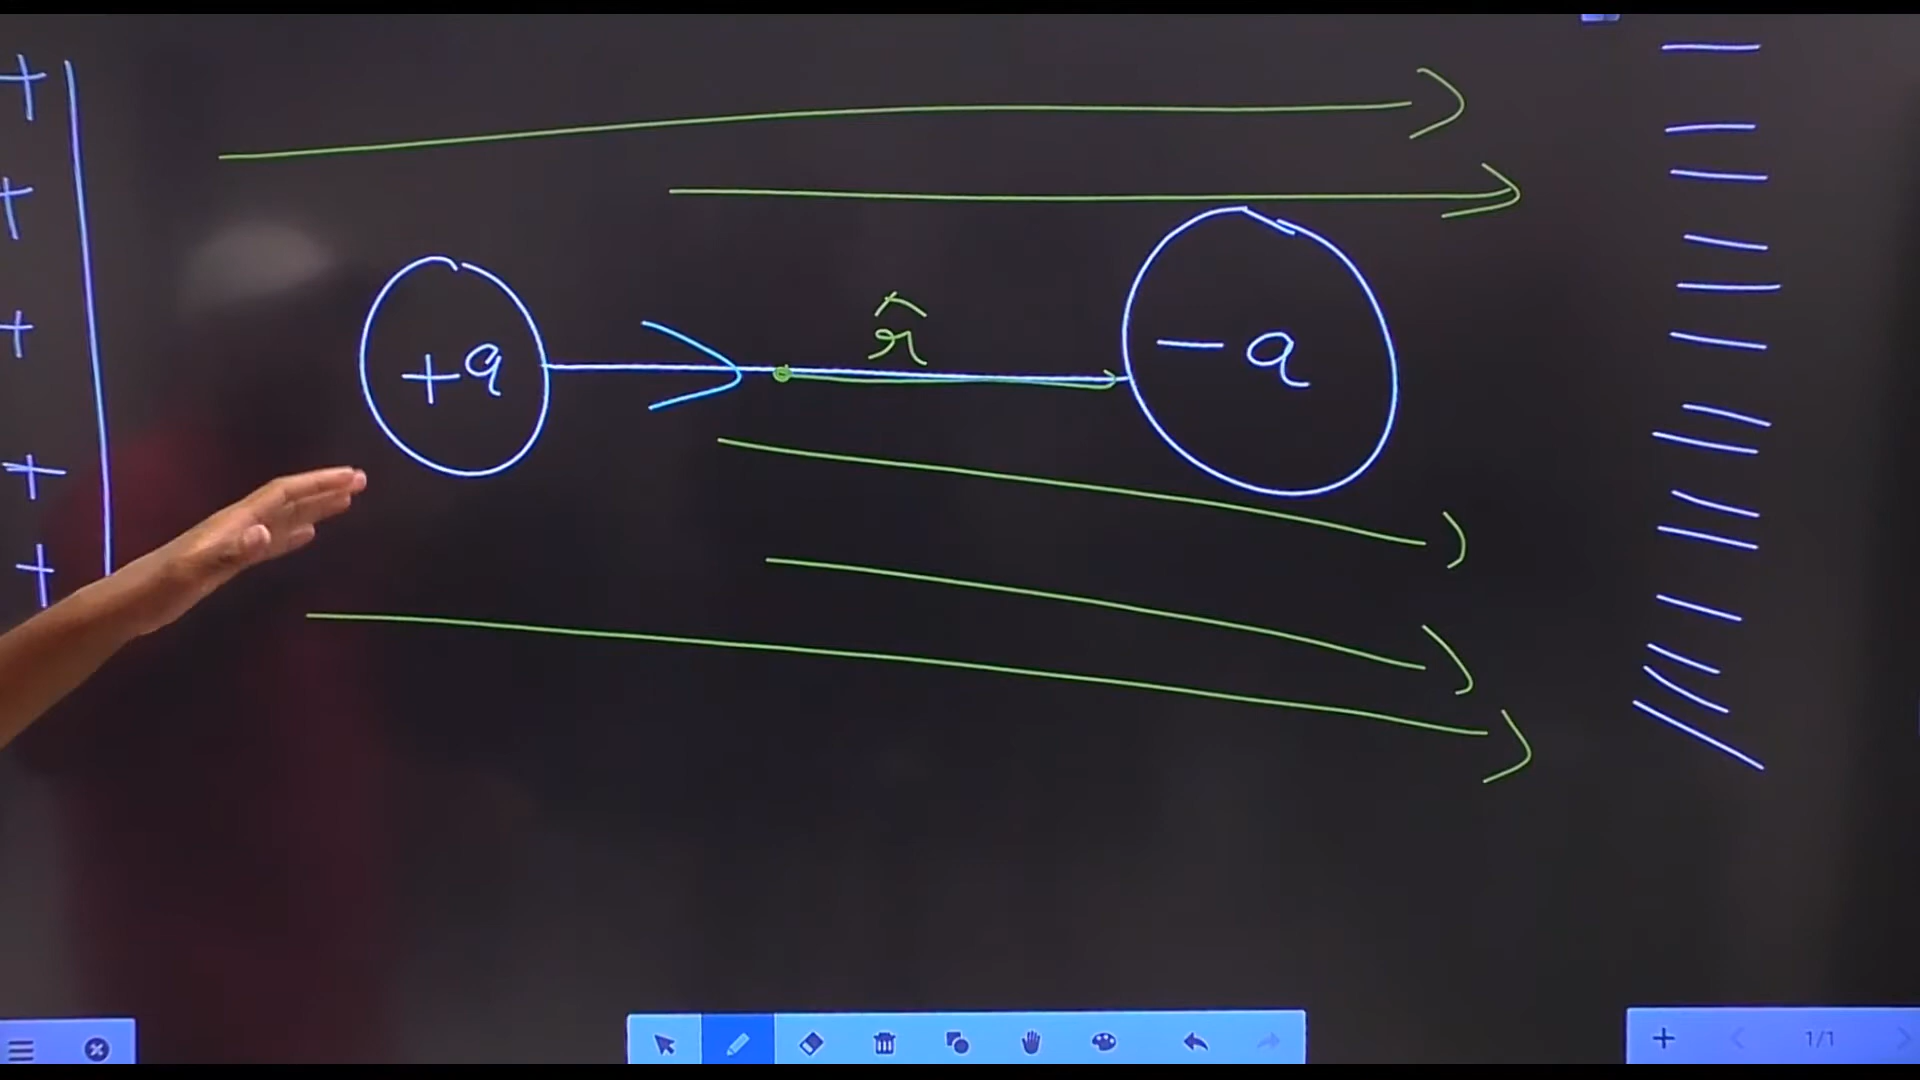 +
+
r̂
+q
- q
+
+
+
1/1